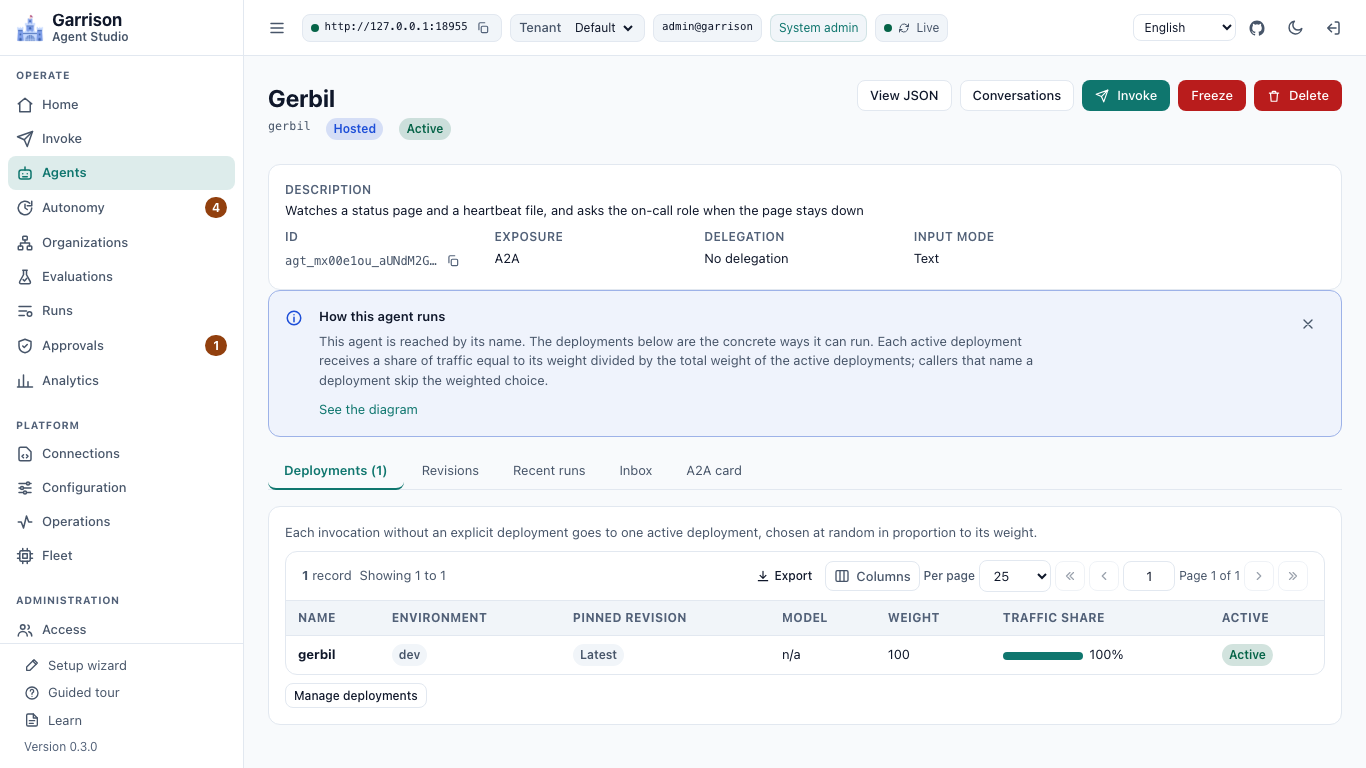 Garrison
Agent Studio
http://127.0.0.1:18955
Tenant Default
admin@garrison
System admin
Live
English
OPERATE
Home
Invoke
Agents
Autonomy 4
Organizations
Evaluations
Runs
Approvals 1
Analytics
PLATFORM
Connections
Configuration
Operations
Fleet
ADMINISTRATION
Access
Setup wizard
Guided tour
Learn
Version 0.3.0
Gerbil
gerbil Hosted Active
View JSON Conversations Invoke Freeze Delete
DESCRIPTION
Watches a status page and a heartbeat file, and asks the on-call role when the page stays down
ID EXPOSURE DELEGATION INPUT MODE
agt_mx00e1ou_aUNdM2G… A2A No delegation Text
How this agent runs
This agent is reached by its name. The deployments below are the concrete ways it can run. Each active deployment
receives a share of traffic equal to its weight divided by the total weight of the active deployments; callers that name a
deployment skip the weighted choice.
See the diagram
Deployments (1) Revisions Recent runs Inbox A2A card
Each invocation without an explicit deployment goes to one active deployment, chosen at random in proportion to its weight.
1 record Showing 1 to 1 Export Columns Per page 25 1 Page 1 of 1
NAME ENVIRONMENT PINNED REVISION MODEL WEIGHT TRAFFIC SHARE ACTIVE
gerbil dev Latest n/a 100 100% Active
Manage deployments